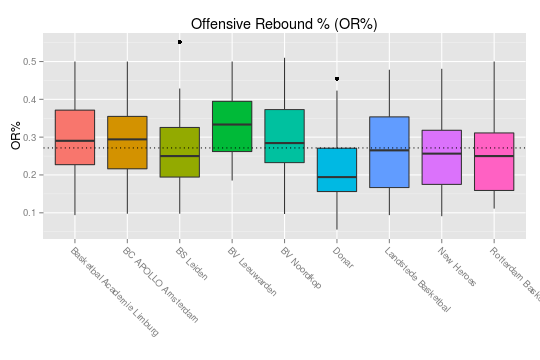 Offensive Rebound % (OR%)
OR%
0.5
0.4
0.3
0.2
0.1
Basketbal Academie Limburg
BC APOLLO Amsterdam
BS Leiden
BV Leeuwarden
BV Noordkop
Donar
Landstede Basketbal
New Heroes
Rotterdam